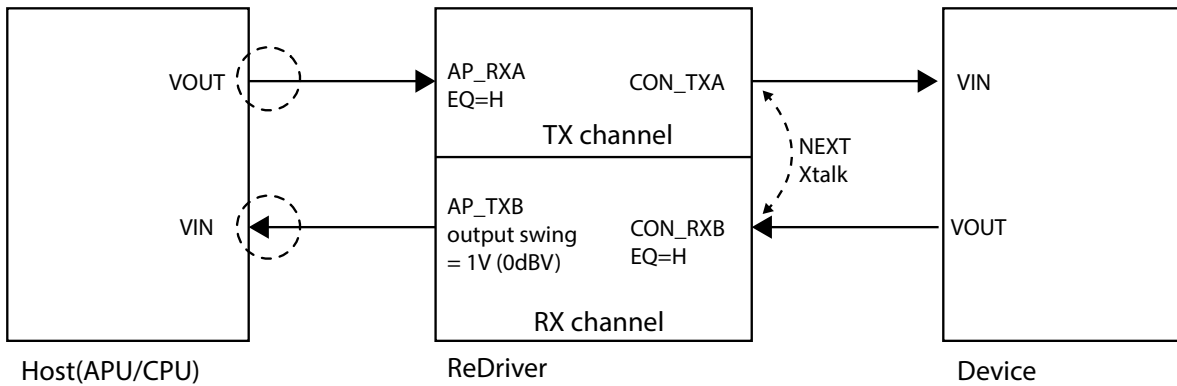 VOUT
AP_RXA
EQ=H
CON_TXA
VIN
TX channel
NEXT
Xtalk
VIN
AP_TXB
output swing
= 1V (0dBV)
CON_RXB
EQ=H
VOUT
RX channel
Host(APU/CPU)
ReDriver
Device